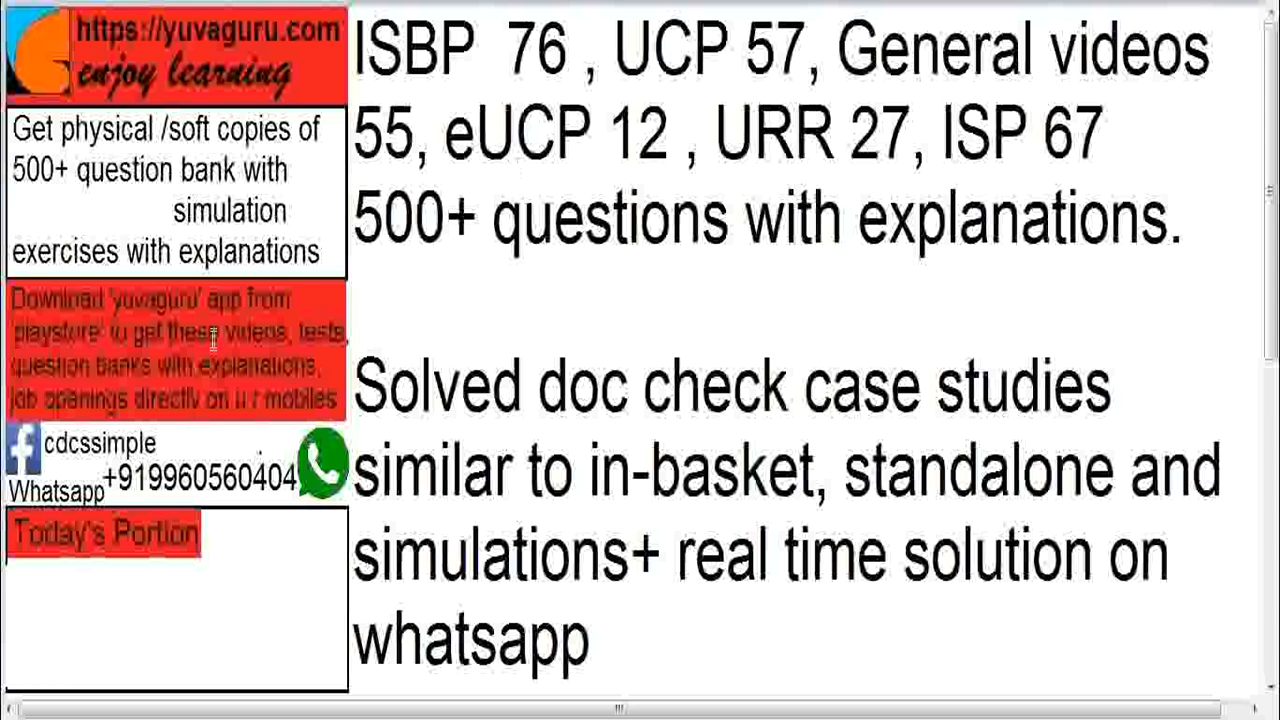 https://yuvaguru.com
enjoy learning
Get physical /soft copies of
500+ question bank with
simulation
exercises with explanations
Download 'yuvaguru' app from
'playstore' to get these videos, tests,
question banks with explanations,
job openings directly on u r mobiles
cdcssimple
Whatsapp +919960560404
Today's Portion
ISBP 76 , UCP 57, General videos
55, eUCP 12 , URR 27, ISP 67
500+ questions with explanations.
Solved doc check case studies
similar to in-basket, standalone and
simulations+ real time solution on
whatsapp